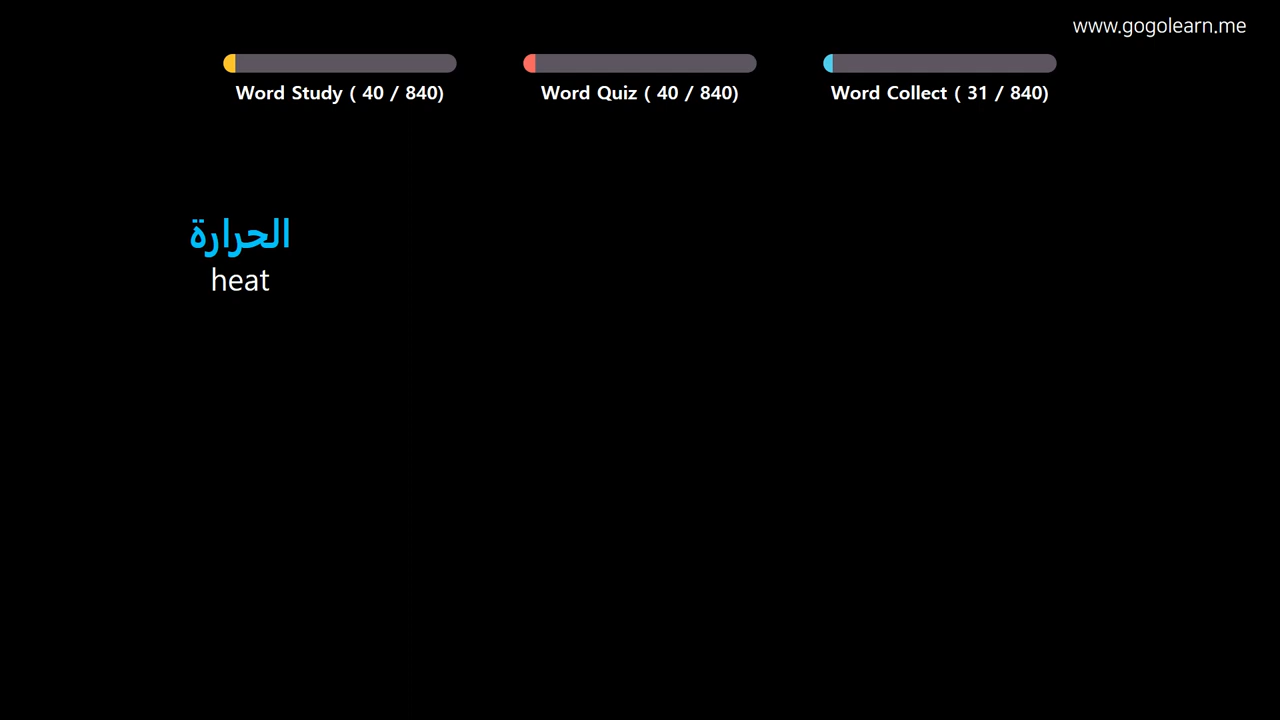 www.gogolearn.me
Word Study ( 40 / 840)
Word Quiz ( 40 / 840)
Word Collect ( 31 / 840)
الحرارة
heat